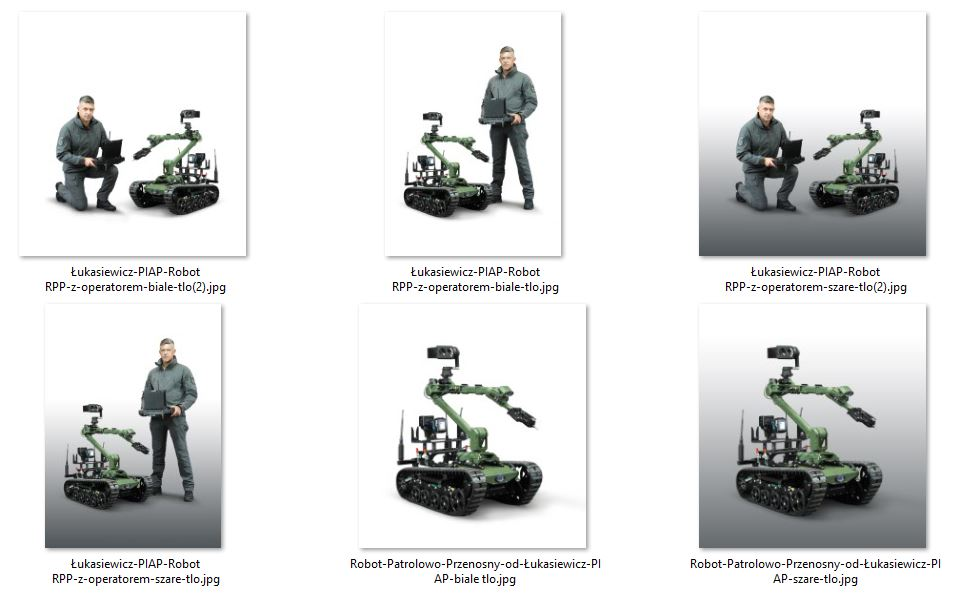 Łukasiewicz-PIAP-Robot
RPP-z-operatorem-biale-tlo(2).jpg
Łukasiewicz-PIAP-Robot
RPP-z-operatorem-biale-tlo.jpg
Łukasiewicz-PIAP-Robot
RPP-z-operatorem-szare-tlo(2).jpg
Łukasiewicz-PIAP-Robot
RPP-z-operatorem-szare-tlo.jpg
Robot-Patrolowo-Przenosny-od-Łukasiewicz-PI
AP-biale tlo.jpg
Robot-Patrolowo-Przenosny-od-Łukasiewicz-PI
AP-szare-tlo.jpg